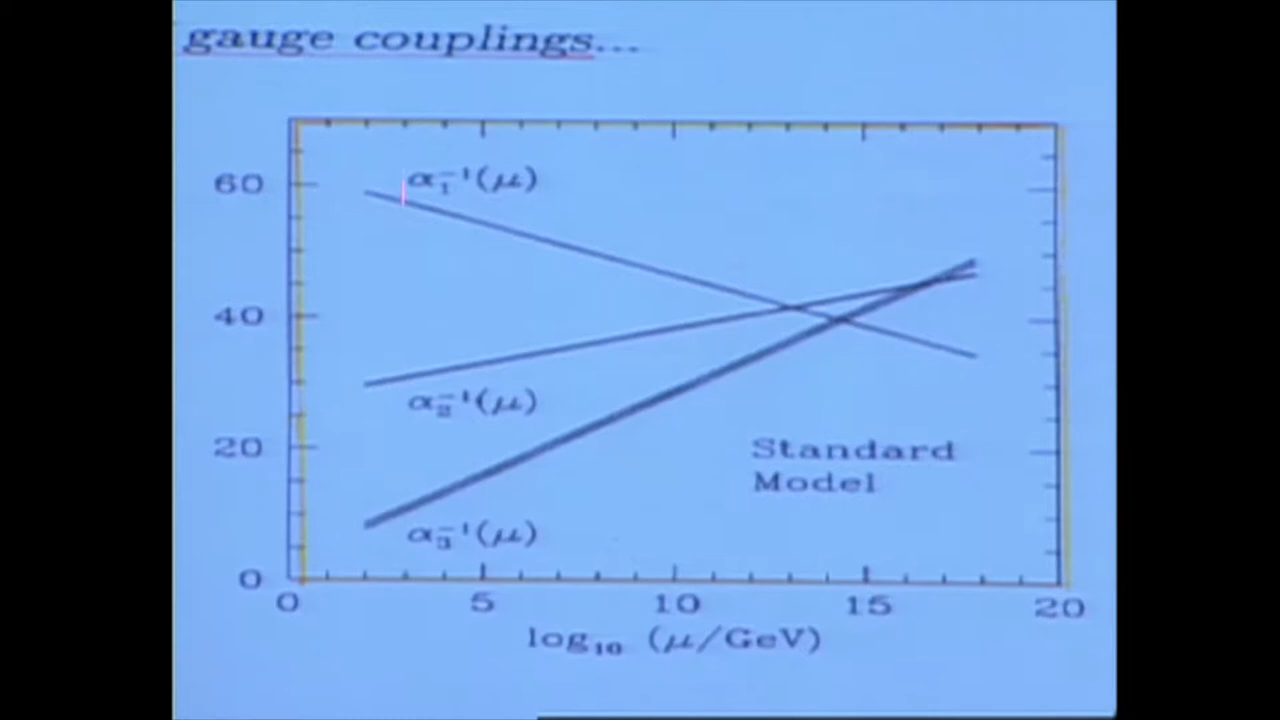 gauge couplings...
60
α₁⁻¹(μ)
40
α₂⁻¹(μ)
20
Standard
Model
α₃⁻¹(μ)
0
0 5 10 15 20
log₁₀ (μ/GeV)